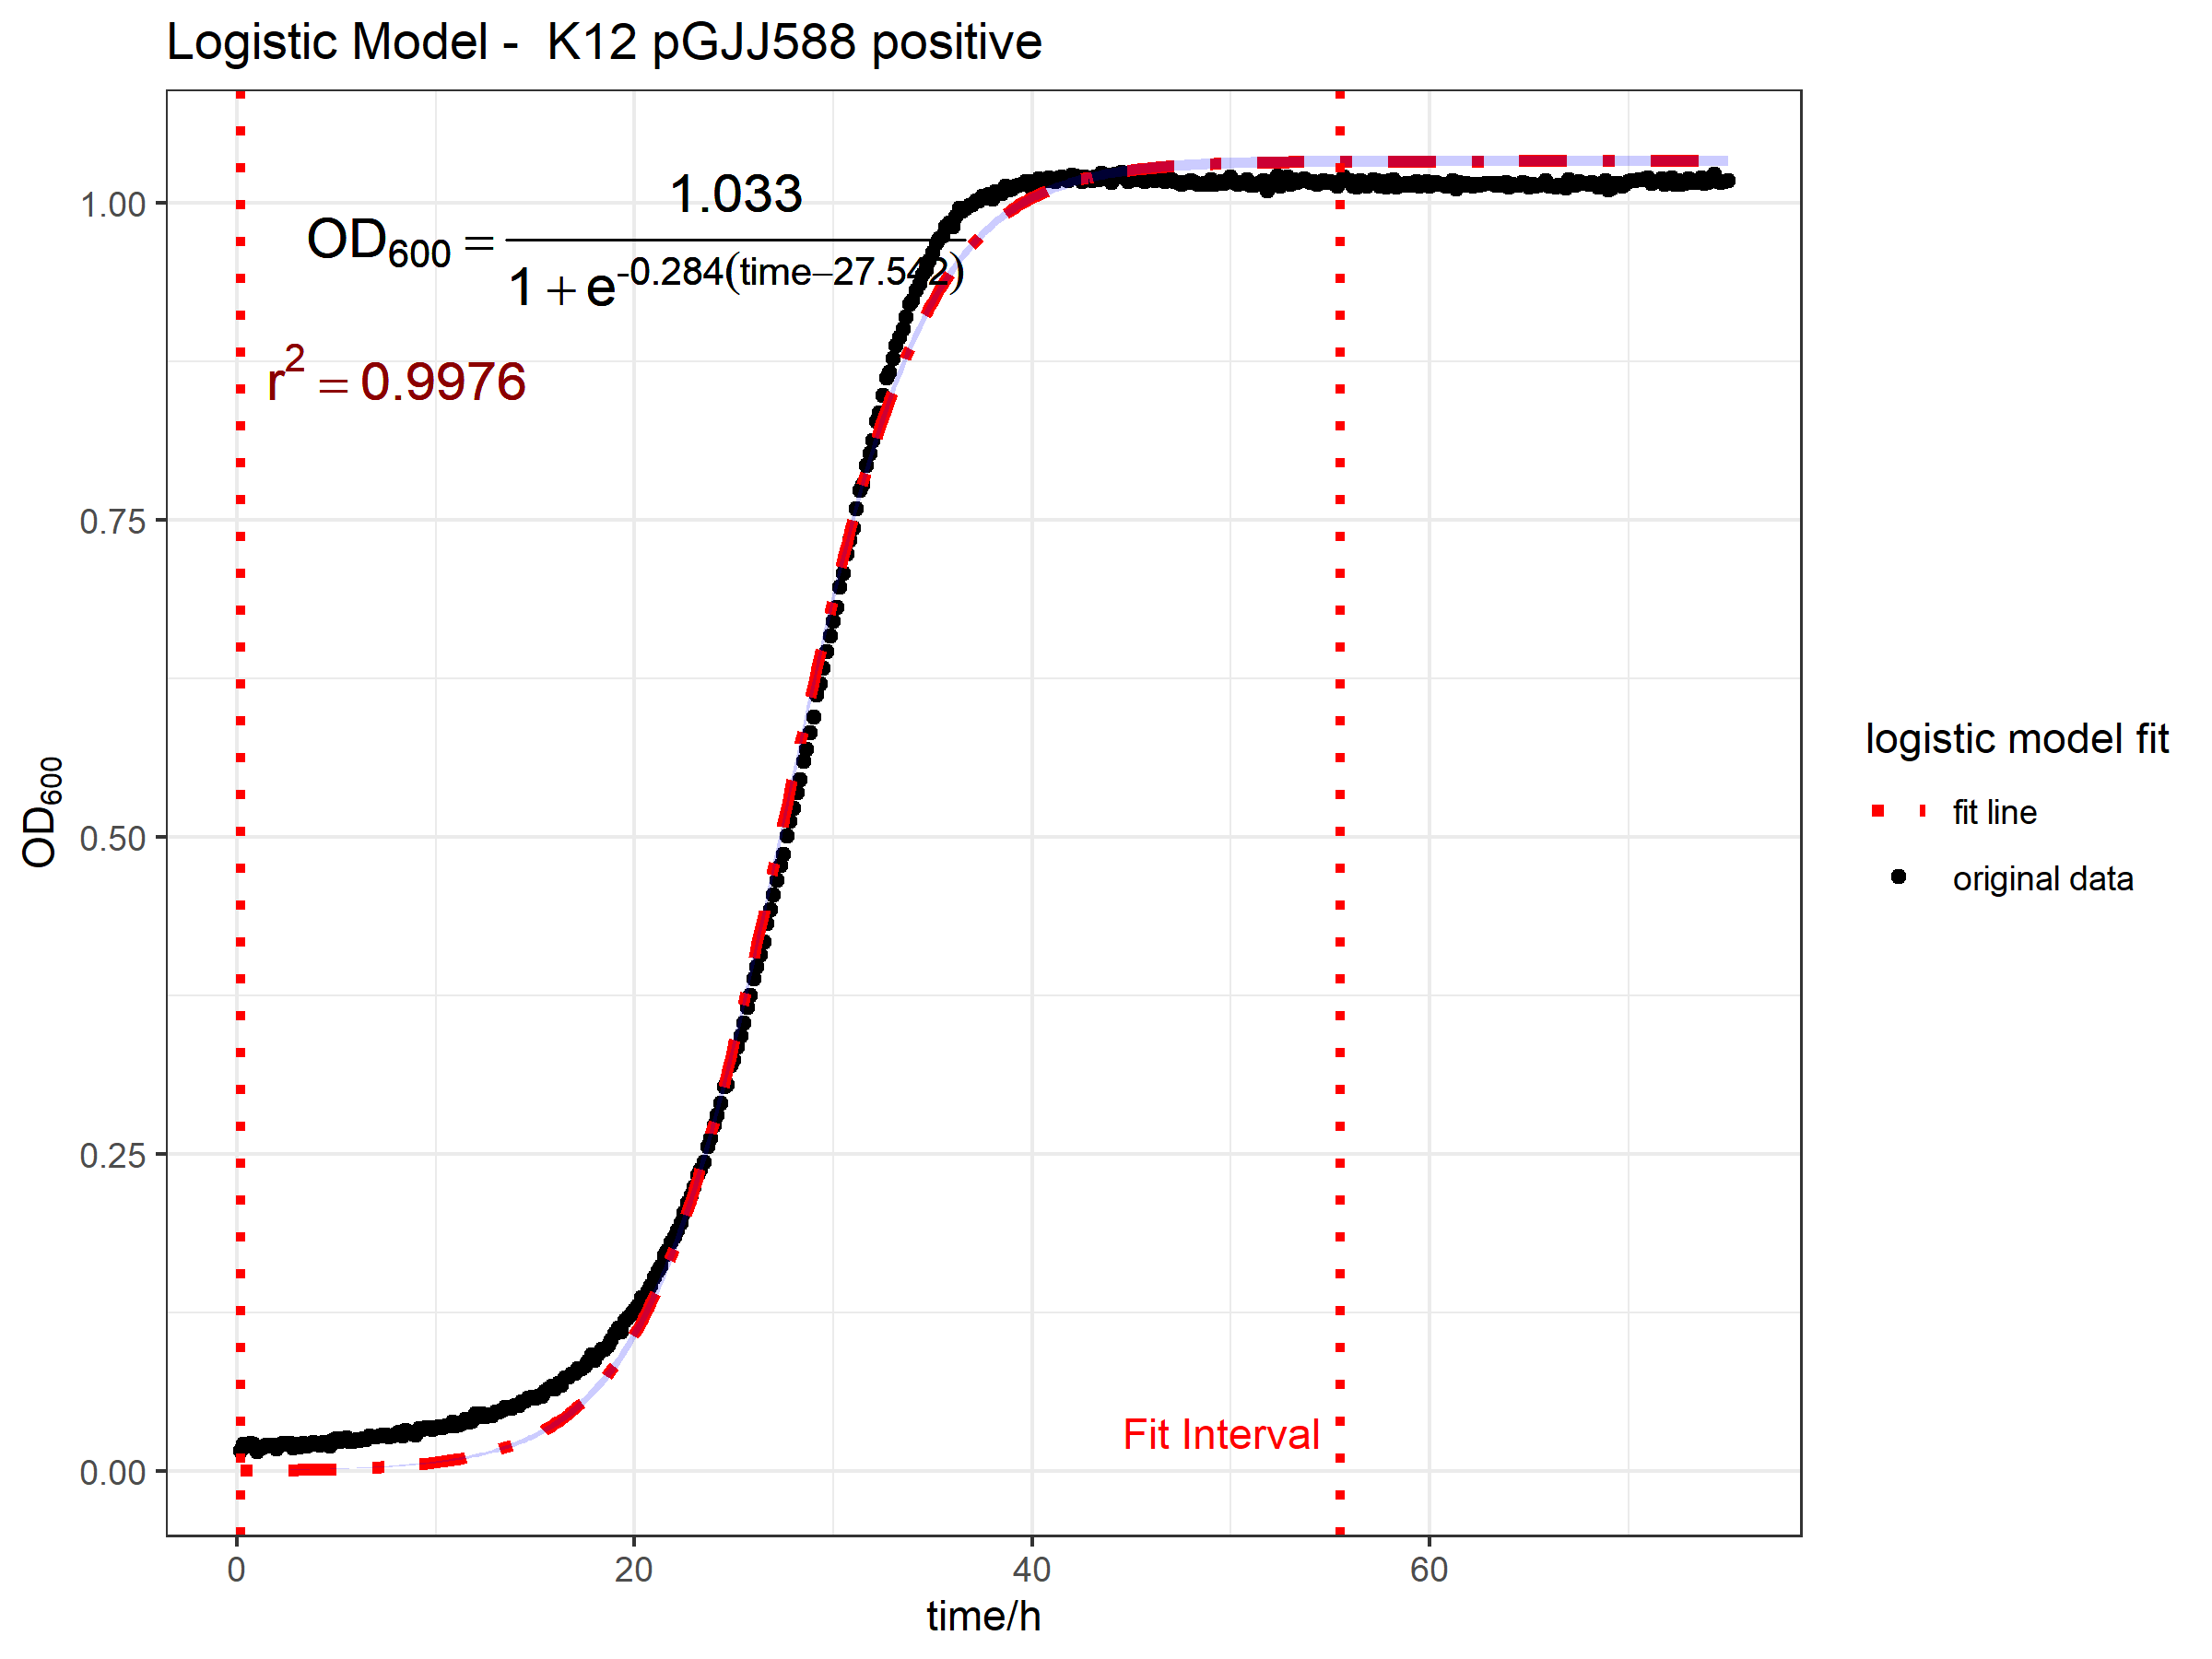 Logistic Model -  K12 pGJJ588 positive
OD₆₀₀ = 1.033 / 1 + e^-0.284(time−27.542)
r² = 0.9976
1.00
0.75
0.50
0.25
0.00
OD₆₀₀
Fit Interval
0 20 40 60
time/h
logistic model fit
fit line
original data